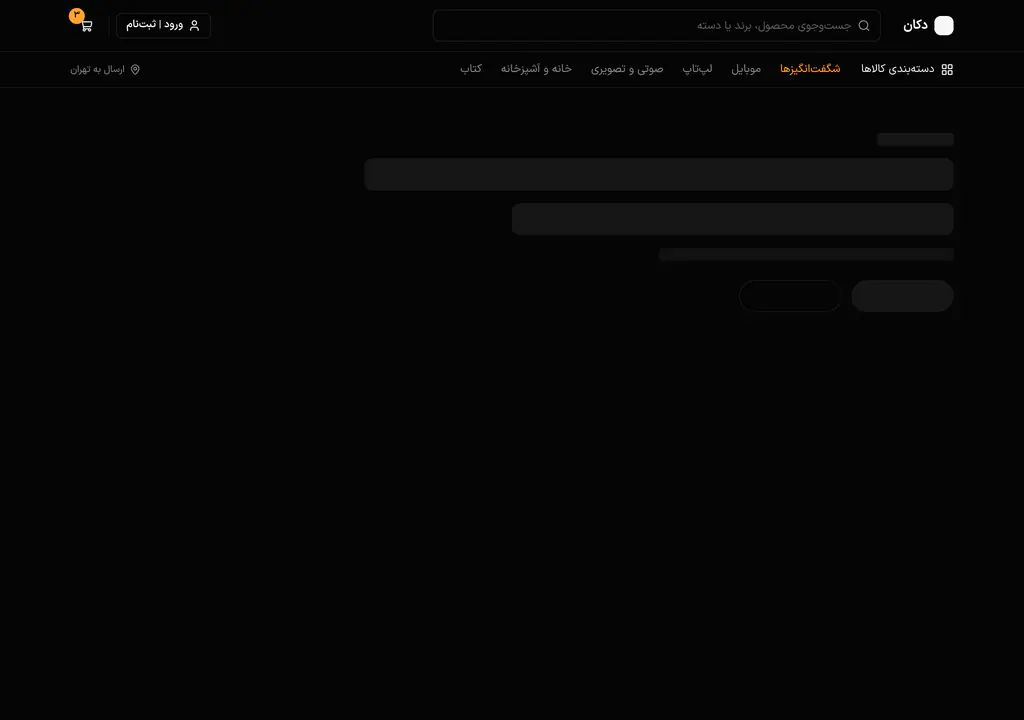 دکان
جست‌وجوی محصول، برند یا دسته
ورود | ثبت‌نام
۳
دسته‌بندی کالاها
شگفت‌انگیزها
موبایل
لپ‌تاپ
صوتی و تصویری
خانه و آشپزخانه
کتاب
ارسال به تهران